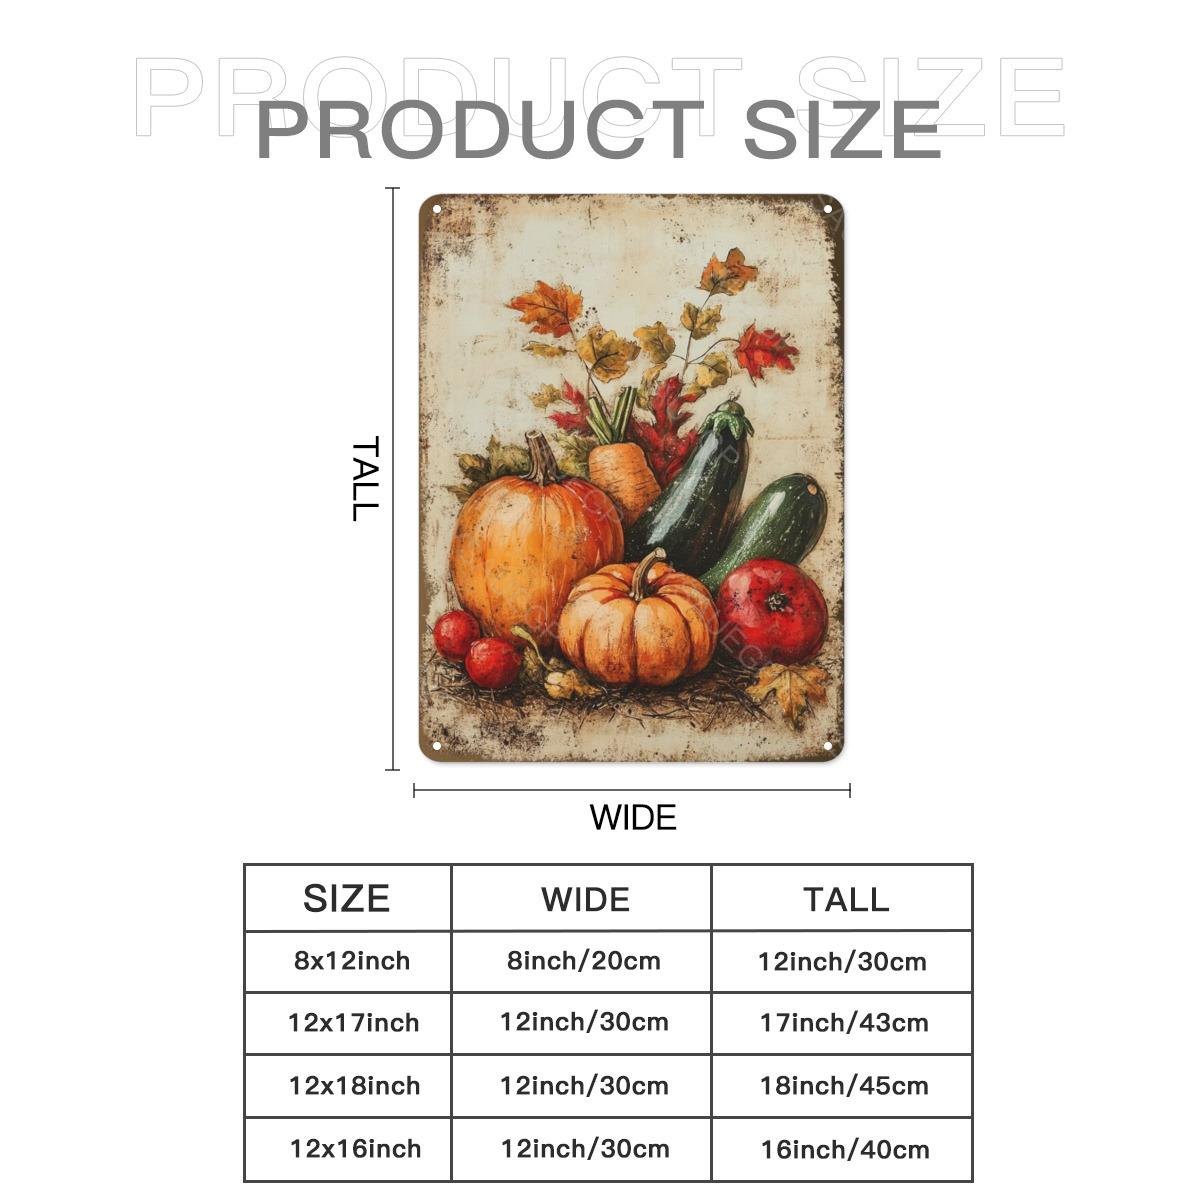 PRODUCT SIZE
PRODUCT SIZE
TALL
WIDE
SIZE WIDE TALL
8x12inch 8inch/20cm 12inch/30cm
12x17inch 12inch/30cm 17inch/43cm
12x18inch 12inch/30cm 18inch/45cm
12x16inch 12inch/30cm 16inch/40cm